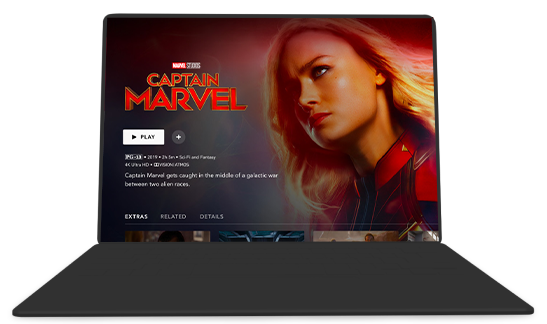 MARVEL STUDIOS
CAPTAIN
MARVEL
PLAY
PG-13 • 2019 • 2h 5m • Sci-Fi and Fantasy
4K Ultra HD • VISION/ATMOS
Captain Marvel gets caught in the middle of a galactic war
between two alien races.
EXTRAS RELATED DETAILS